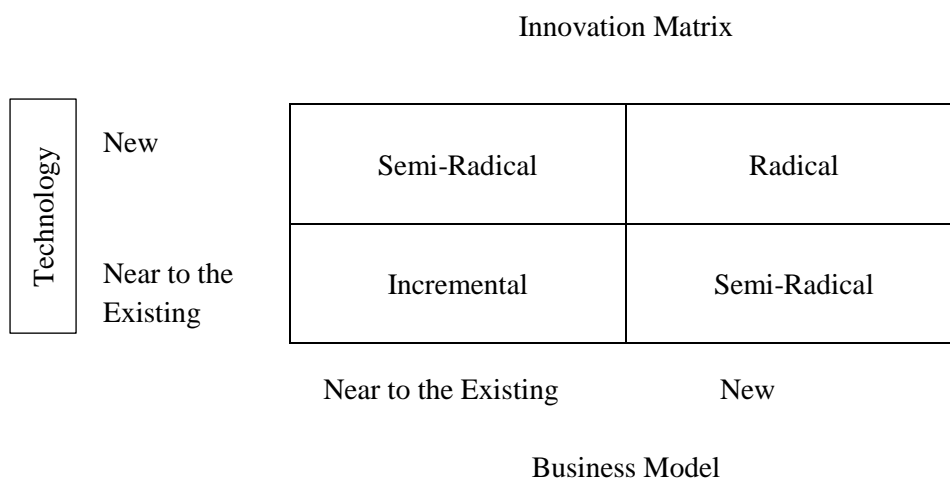 Innovation Matrix
Technology
New
Semi-Radical
Radical
Near to the
Existing
Incremental
Semi-Radical
Near to the Existing
New
Business Model